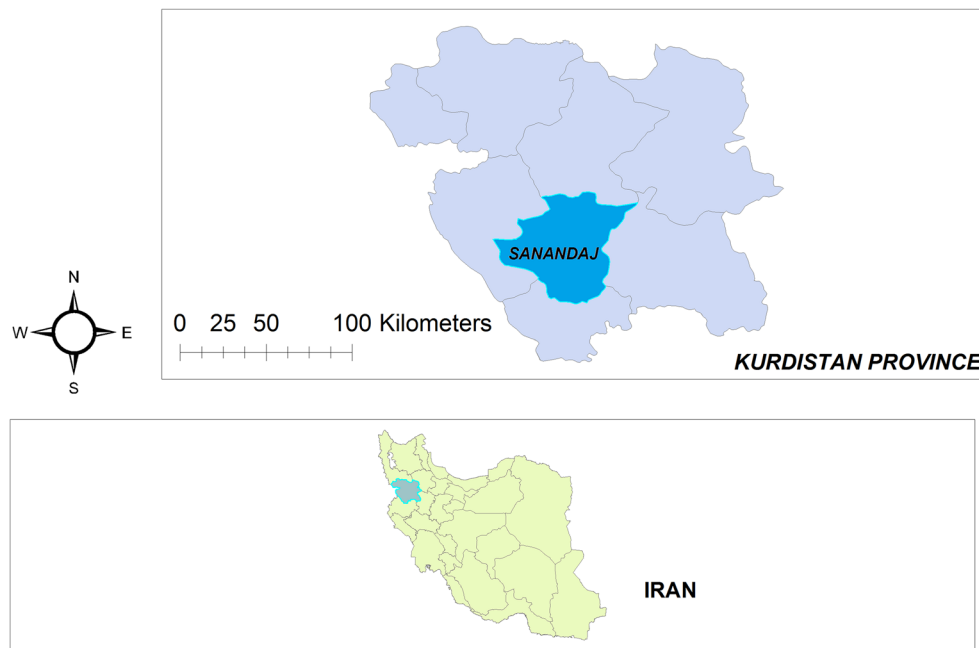 SANANDAJ
N
W E
S
0 25 50 100 Kilometers
KURDISTAN PROVINCE
IRAN